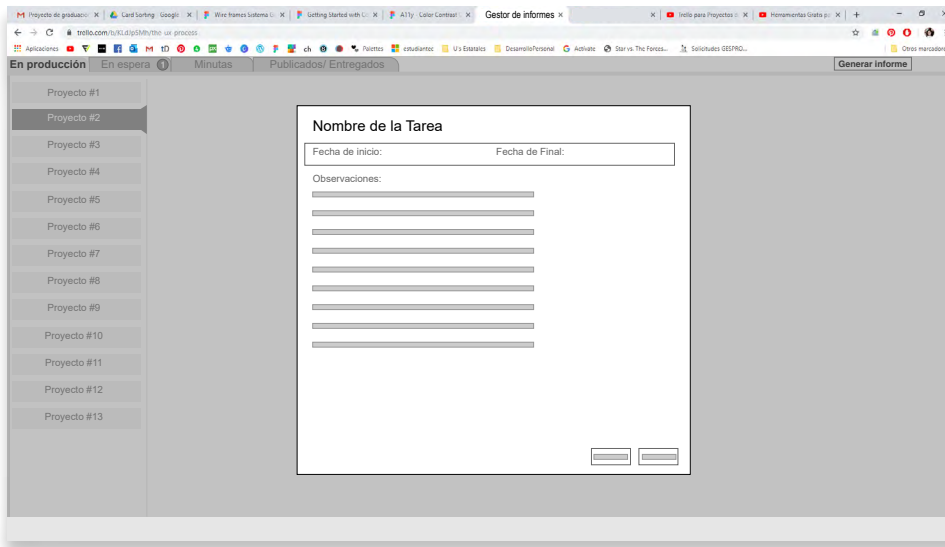 Proyecto de graduació
Card Sorting - Google
Wire frames Sistema G
Getting Started with Co
A11y - Color Contrast
Gestor de informes
Trello para Proyectos d
Herramientas Gratis pa
trello.com/b/KLdJpSMh/the-ux-process
Aplicaciones
ch
Palettes
estudiantec
U's Estatales
DesarrolloPersonal
Activate
Star vs. The Forces...
Solicitudes GESPRO...
Otros marcadores
En producción
En espera 1
Minutas
Publicados/ Entregados
Generar informe
Proyecto #1
Proyecto #2
Proyecto #3
Proyecto #4
Proyecto #5
Proyecto #6
Proyecto #7
Proyecto #8
Proyecto #9
Proyecto #10
Proyecto #11
Proyecto #12
Proyecto #13
Nombre de la Tarea
Fecha de inicio: Fecha de Final:
Observaciones: